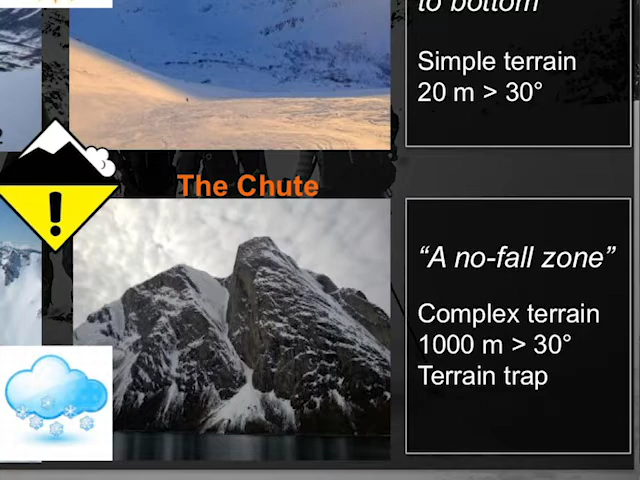 to bottom
Simple terrain
20 m > 30°
The Chute
!
“A no-fall zone”
Complex terrain
1000 m > 30°
Terrain trap